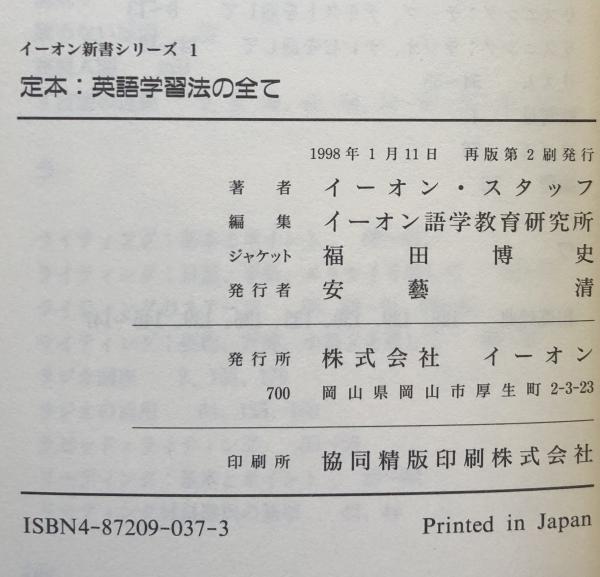 イーオン新書シリーズ 1
定本：英語学習法の全て
1998年1月11日　再版第2刷発行
著者　イーオン・スタッフ
編集　イーオン語学教育研究所
ジャケット　福田博史
発行者　安藝清
発行所　株式会社　イーオン
700　岡山県岡山市厚生町2-3-23
印刷所　協同精版印刷株式会社
ISBN4-87209-037-3　Printed in Japan